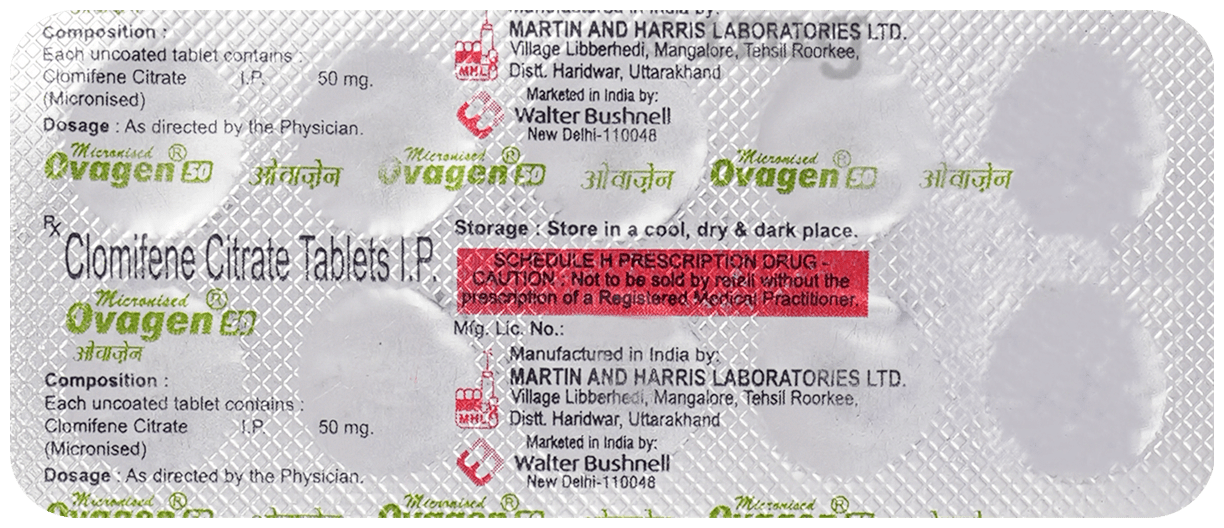 Composition :
Each uncoated tablet contains :
Clomifene Citrate I.P. 50 mg.
(Micronised)
Dosage : As directed by the Physician.
Manufactured in India by:
MARTIN AND HARRIS LABORATORIES LTD.
Village Libberhedi, Mangalore, Tehsil Roorkee,
Distt. Haridwar, Uttarakhand
MHL
Marketed in India by:
Walter Bushnell
New Delhi-110048
Micronised ® Micronised ® Micronised ®
Ovagen 50 ओवाज़ेन Ovagen 50 ओवाज़ेन Ovagen 50 ओवाज़ेन
Rx Clomifene Citrate Tablets I.P.
Micronised ®
Ovagen 50
ओवाज़ेन
Storage : Store in a cool, dry & dark place.
SCHEDULE H PRESCRIPTION DRUG -
CAUTION : Not to be sold by retail without the
prescription of a Registered Medical Practitioner.
Mfg. Lic. No.:
Composition :
Each uncoated tablet contains :
Clomifene Citrate I.P. 50 mg.
(Micronised)
Dosage : As directed by the Physician.
Manufactured in India by:
MARTIN AND HARRIS LABORATORIES LTD.
Village Libberhedi, Mangalore, Tehsil Roorkee,
Distt. Haridwar, Uttarakhand
MHL
Marketed in India by:
Walter Bushnell
New Delhi-110048
Micronised ® Micronised ® Micronised ®
Ovagen 50 Ovagen 50 Ovagen 50